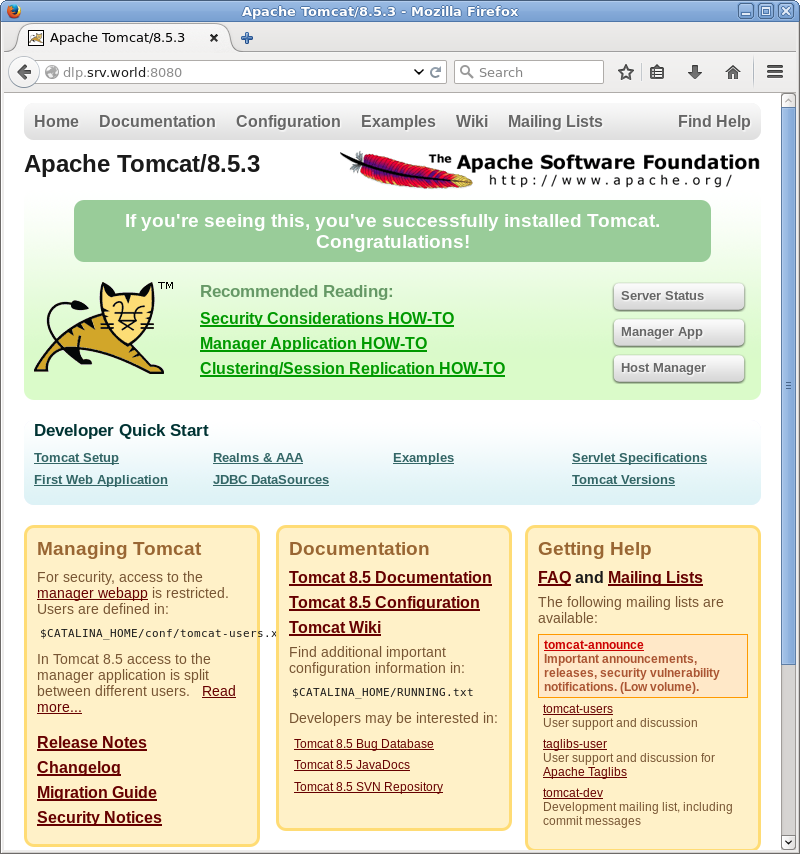 Apache Tomcat/8.5.3 - Mozilla Firefox
Apache Tomcat/8.5.3
dlp.srv.world:8080
Search
Home Documentation Configuration Examples Wiki Mailing Lists Find Help
Apache Tomcat/8.5.3
The Apache Software Foundation
http://www.apache.org/
If you're seeing this, you've successfully installed Tomcat.
Congratulations!
TM
Recommended Reading:
Security Considerations HOW-TO
Manager Application HOW-TO
Clustering/Session Replication HOW-TO
Server Status
Manager App
Host Manager
Developer Quick Start
Tomcat Setup
First Web Application
Realms & AAA
JDBC DataSources
Examples
Servlet Specifications
Tomcat Versions
Managing Tomcat
For security, access to the
manager webapp is restricted.
Users are defined in:
$CATALINA_HOME/conf/tomcat-users.x
In Tomcat 8.5 access to the
manager application is split
between different users. Read
more...
Release Notes
Changelog
Migration Guide
Security Notices
Documentation
Tomcat 8.5 Documentation
Tomcat 8.5 Configuration
Tomcat Wiki
Find additional important
configuration information in:
$CATALINA_HOME/RUNNING.txt
Developers may be interested in:
Tomcat 8.5 Bug Database
Tomcat 8.5 JavaDocs
Tomcat 8.5 SVN Repository
Getting Help
FAQ and Mailing Lists
The following mailing lists are
available:
tomcat-announce
Important announcements,
releases, security vulnerability
notifications. (Low volume).
tomcat-users
User support and discussion
taglibs-user
User support and discussion for
Apache Taglibs
tomcat-dev
Development mailing list, including
commit messages